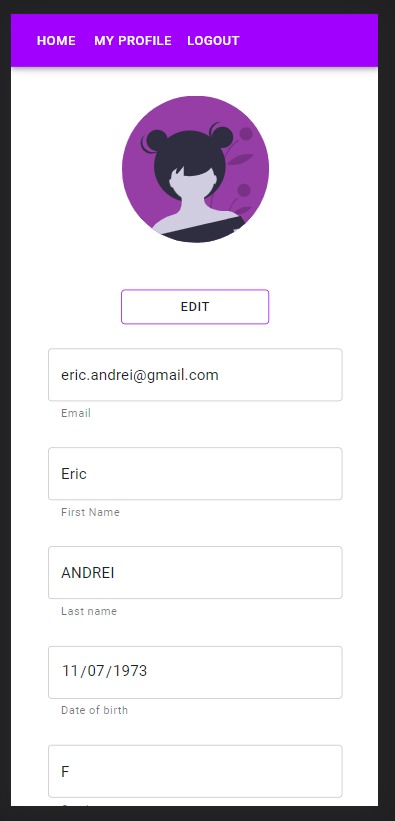 HOME MY PROFILE LOGOUT
EDIT
eric.andrei@gmail.com
Email
Eric
First Name
ANDREI
Last name
11/07/1973
Date of birth
F